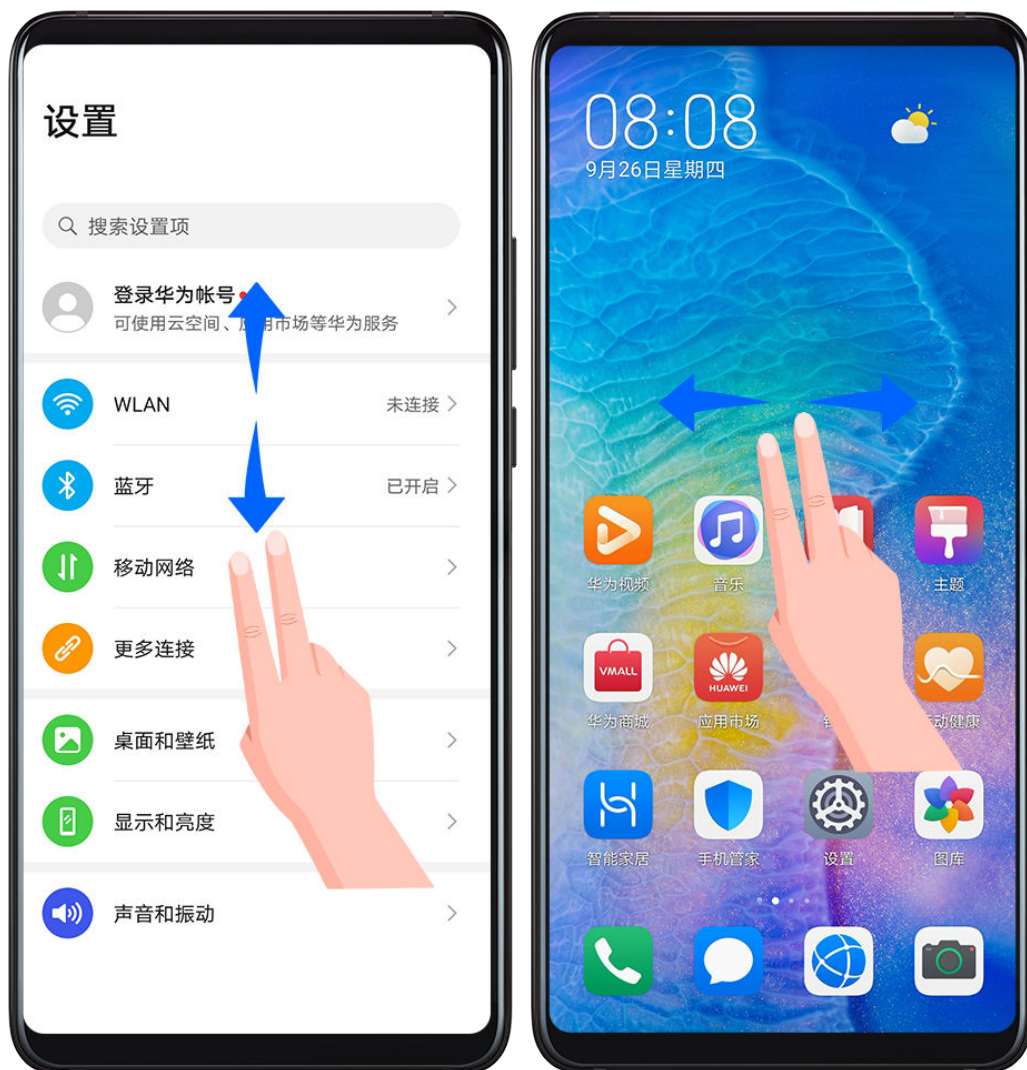 设置
搜索设置项
登录华为帐号
可使用云空间、应用市场等华为服务
WLAN
未连接
蓝牙
已开启
移动网络
更多连接
桌面和壁纸
显示和亮度
声音和振动
08:08
9月26日星期四
华为视频
音乐
主题
VMALL
HUAWEI
华为商城
应用市场
动健康
智能家居
手机管家
设置
图库